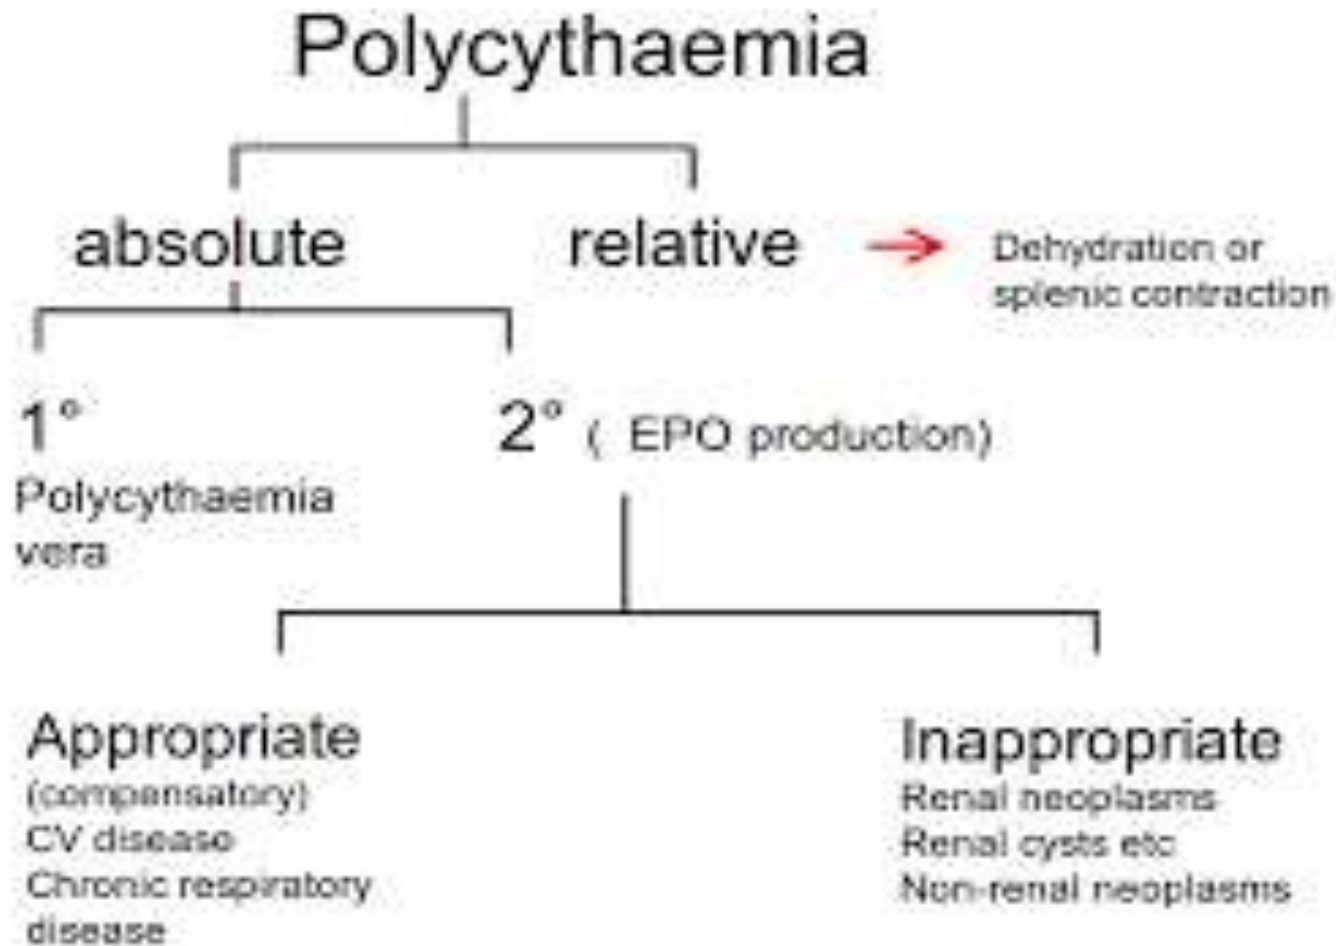 Polycythaemia
absolute
relative
Dehydration or
splenic contraction
1°
Polycythaemia
vera
2° ( EPO production)
Appropriate
(compensatory)
CV disease
Chronic respiratory
disease
Inappropriate
Renal neoplasms
Renal cysts etc
Non-renal neoplasms